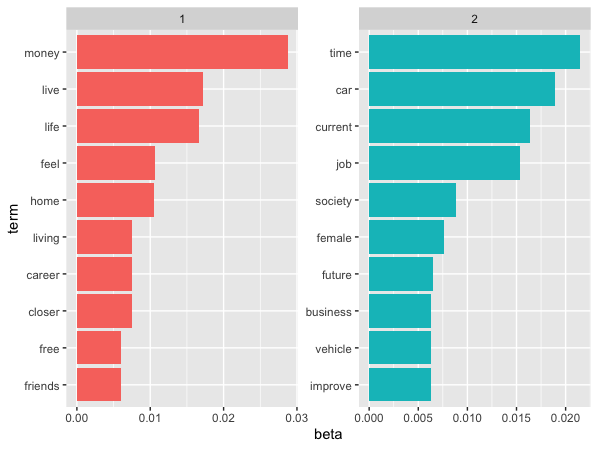 1
2
term
money
live
life
feel
home
living
career
closer
free
friends
0.00 0.01 0.02 0.03
time
car
current
job
society
female
future
business
vehicle
improve
0.000 0.005 0.010 0.015 0.020
beta